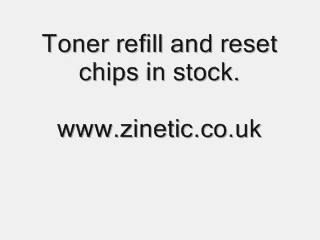 Toner refill and reset
chips in stock.
www.zinetic.co.uk